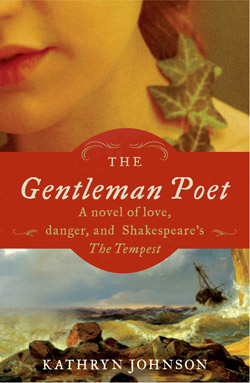 THE
Gentleman Poet
A novel of love,
danger, and Shakespeare's
The Tempest
KATHRYN JOHNSON